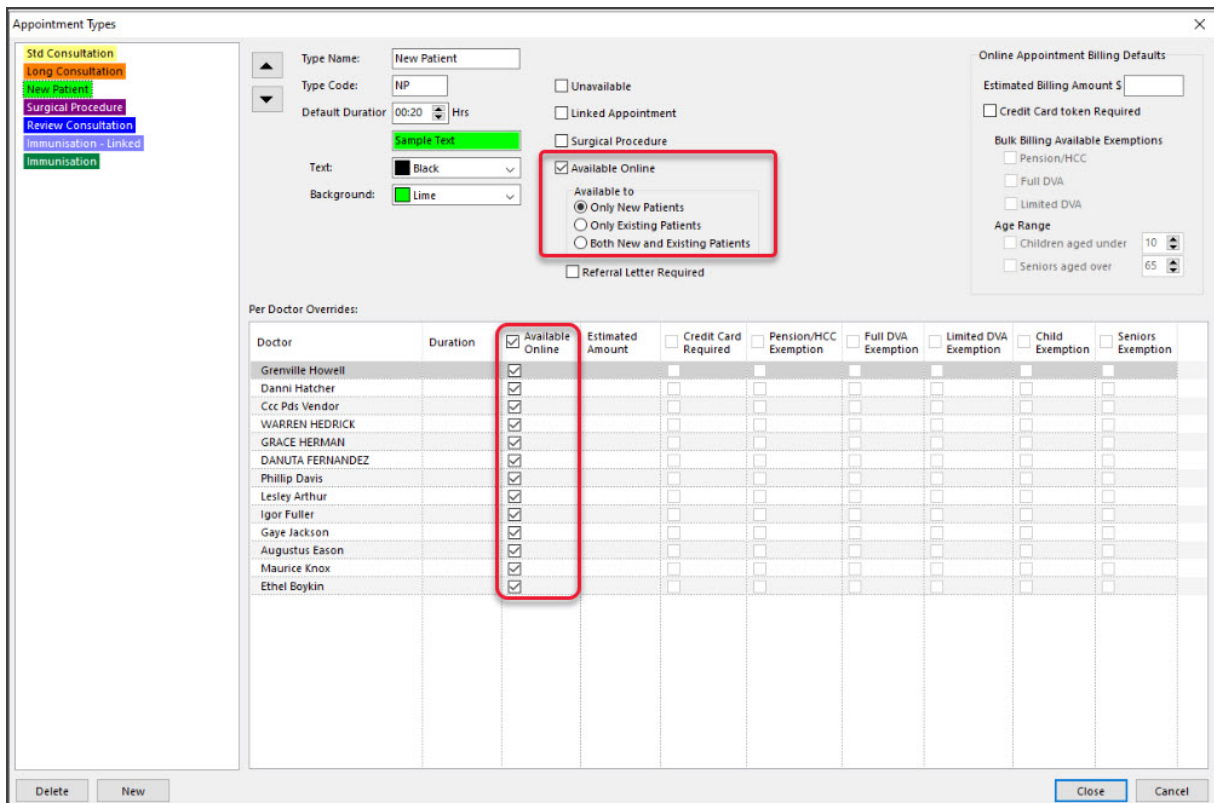 Appointment Types
Std Consultation
Long Consultation
New Patient
Surgical Procedure
Review Consultation
Immunisation - Linked
Immunisation
Type Name: New Patient
Type Code: NP
Default Duration 00:20 Hrs
Sample Text
Text: Black
Background: Lime
Unavailable
Linked Appointment
Surgical Procedure
Available Online
Available to
Only New Patients
Only Existing Patients
Both New and Existing Patients
Referral Letter Required
Online Appointment Billing Defaults
Estimated Billing Amount $
Credit Card token Required
Bulk Billing Available Exemptions
Pension/HCC
Full DVA
Limited DVA
Age Range
Children aged under 10
Seniors aged over 65
Per Doctor Overrides:
Doctor Duration Available Online Estimated Amount Credit Card Required Pension/HCC Exemption Full DVA Exemption Limited DVA Exemption Child Exemption Seniors Exemption
Grenville Howell
Danni Hatcher
Ccc Pds Vendor
WARREN HEDRICK
GRACE HERMAN
DANUTA FERNANDEZ
Phillip Davis
Lesley Arthur
Igor Fuller
Gaye Jackson
Augustus Eason
Maurice Knox
Ethel Boykin
Delete New Close Cancel